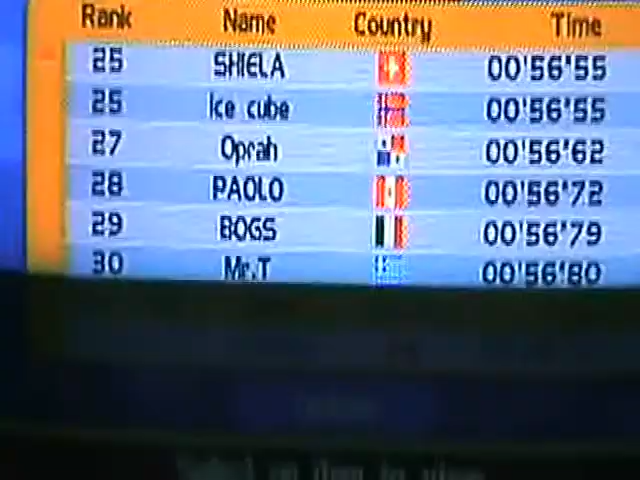 Rank Name Country Time
25 SHIELA 00'56"55
25 Ice cube 00'56"55
27 Oprah 00'56"62
28 PAOLO 00'56"72
29 BOGS 00'56"79
30 Mr.T 00'56"80